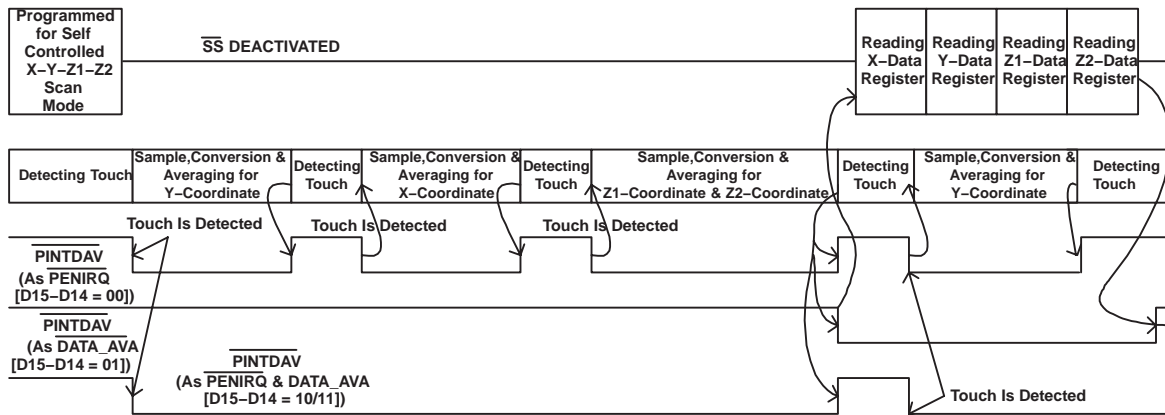 Programmed
for Self
Controlled
X−Y−Z1−Z2
Scan
Mode
SS DEACTIVATED
Reading
X−Data
Register
Reading
Y−Data
Register
Reading
Z1−Data
Register
Reading
Z2−Data
Register
Detecting Touch
Sample,Conversion &
Averaging for
Y−Coordinate
Detecting
Touch
Sample,Conversion &
Averaging for
X−Coordinate
Detecting
Touch
Sample,Conversion &
Averaging for
Z1−Coordinate & Z2−Coordinate
Detecting
Touch
Sample,Conversion &
Averaging for
Y−Coordinate
Detecting
Touch
Touch Is Detected
Touch Is Detected
Touch Is Detected
PINTDAV
(As PENIRQ
[D15−D14 = 00])
PINTDAV
(As DATA_AVA
[D15−D14 = 01])
PINTDAV
(As PENIRQ & DATA_AVA
[D15−D14 = 10/11])
Touch Is Detected